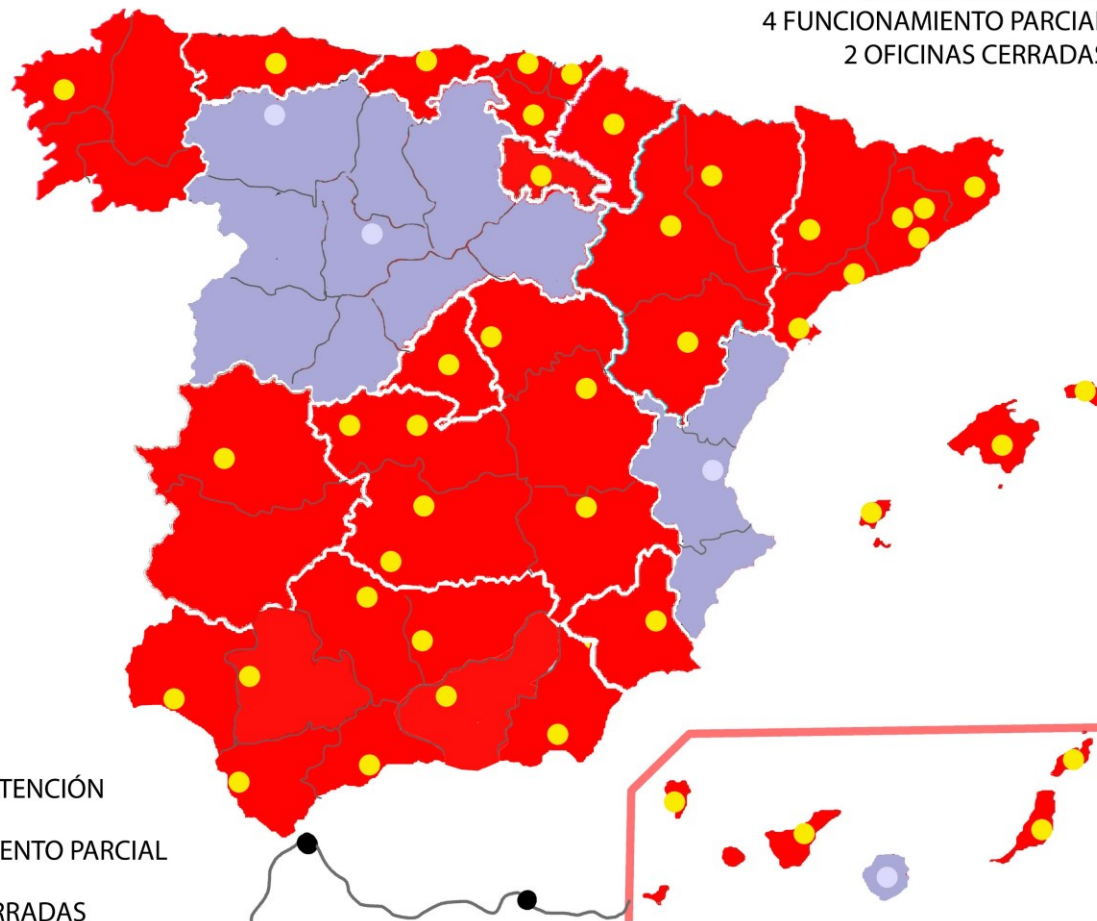 4 FUNCIONAMIENTO PARCIAL
2 OFICINAS CERRADAS
TENCIÓN
ENTO PARCIAL
RRADAS